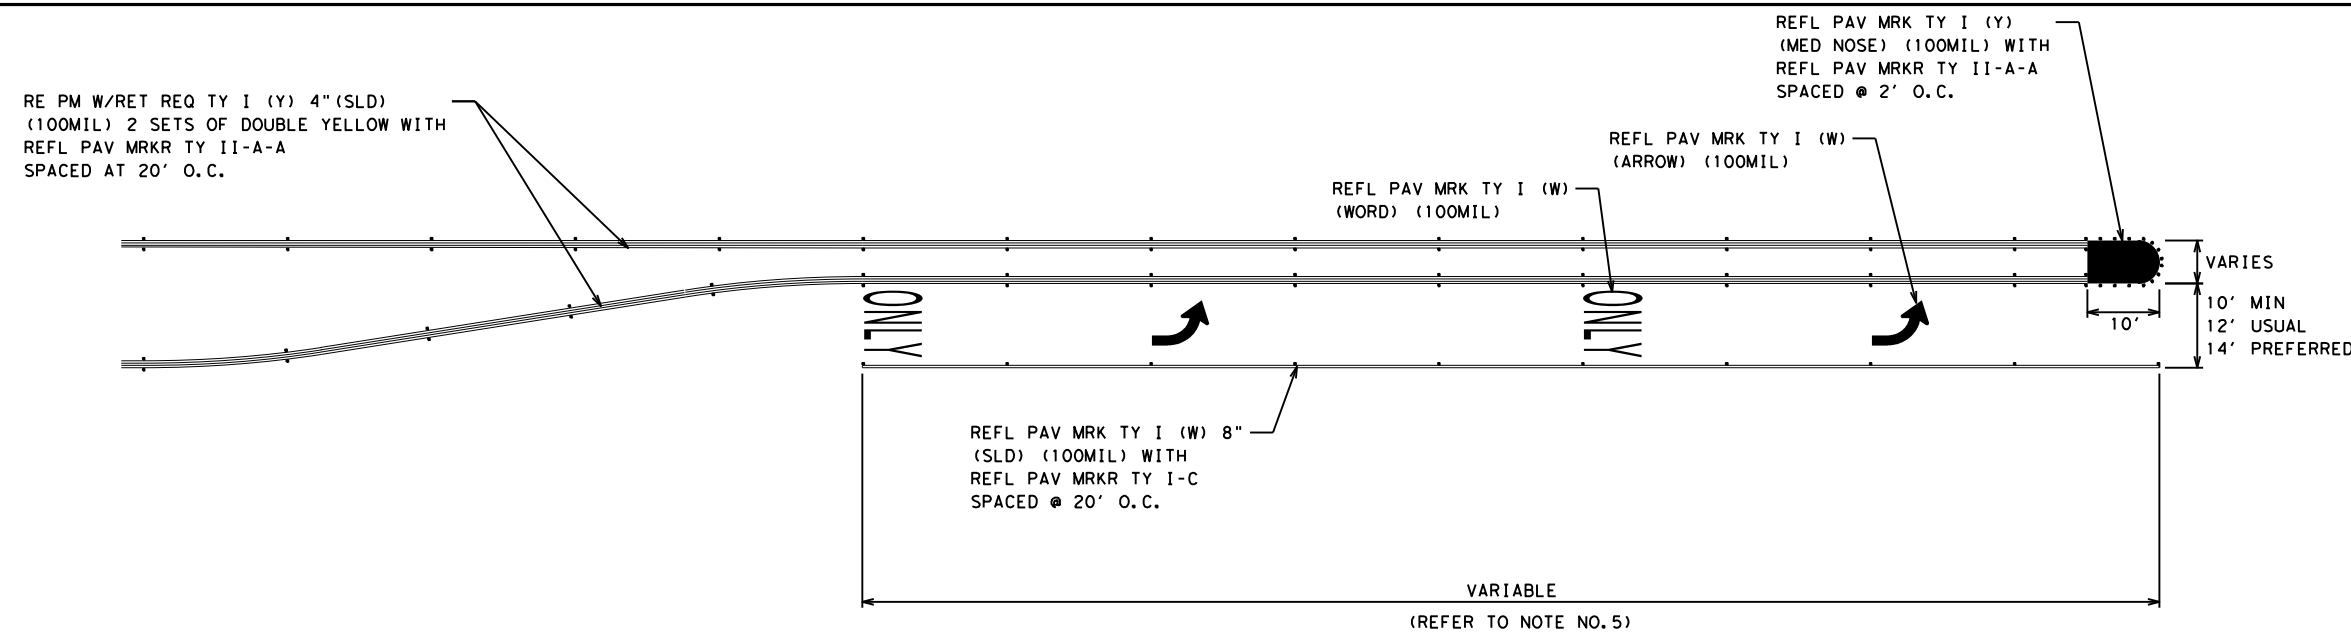 REFL PAV MRK TY I (Y)
(MED NOSE) (100MIL) WITH
REFL PAV MRKR TY II-A-A
SPACED @ 2' O.C.
RE PM W/RET REQ TY I (Y) 4"(SLD)
(100MIL) 2 SETS OF DOUBLE YELLOW WITH
REFL PAV MRKR TY II-A-A
SPACED AT 20' O.C.
REFL PAV MRK TY I (W)
(ARROW) (100MIL)
REFL PAV MRK TY I (W)
(WORD) (100MIL)
VARIES
10' MIN
12' USUAL
14' PREFERRED
10'
ONLY
ONLY
REFL PAV MRK TY I (W) 8"
(SLD) (100MIL) WITH
REFL PAV MRKR TY I-C
SPACED @ 20' O.C.
VARIABLE
(REFER TO NOTE NO.5)